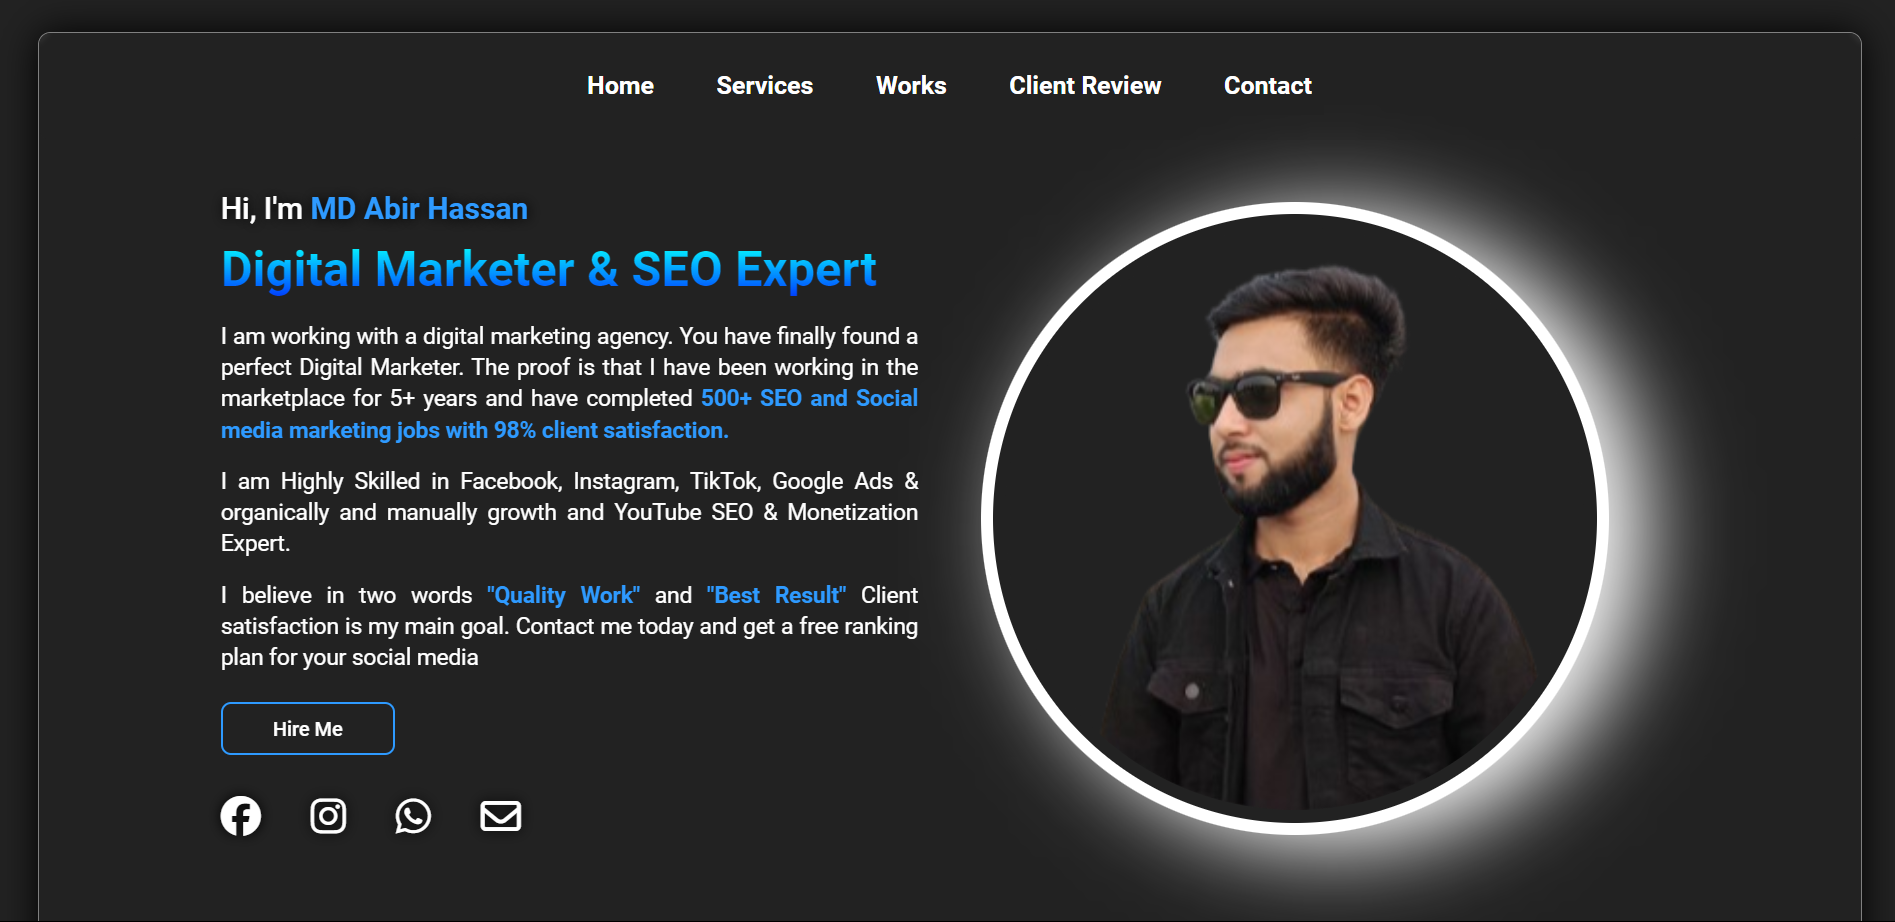 Home Services Works Client Review Contact
Hi, I'm MD Abir Hassan
Digital Marketer & SEO Expert
I am working with a digital marketing agency. You have finally found a
perfect Digital Marketer. The proof is that I have been working in the
marketplace for 5+ years and have completed 500+ SEO and Social
media marketing jobs with 98% client satisfaction.
I am Highly Skilled in Facebook, Instagram, TikTok, Google Ads &
organically and manually growth and YouTube SEO & Monetization
Expert.
I believe in two words "Quality Work" and "Best Result" Client
satisfaction is my main goal. Contact me today and get a free ranking
plan for your social media
Hire Me